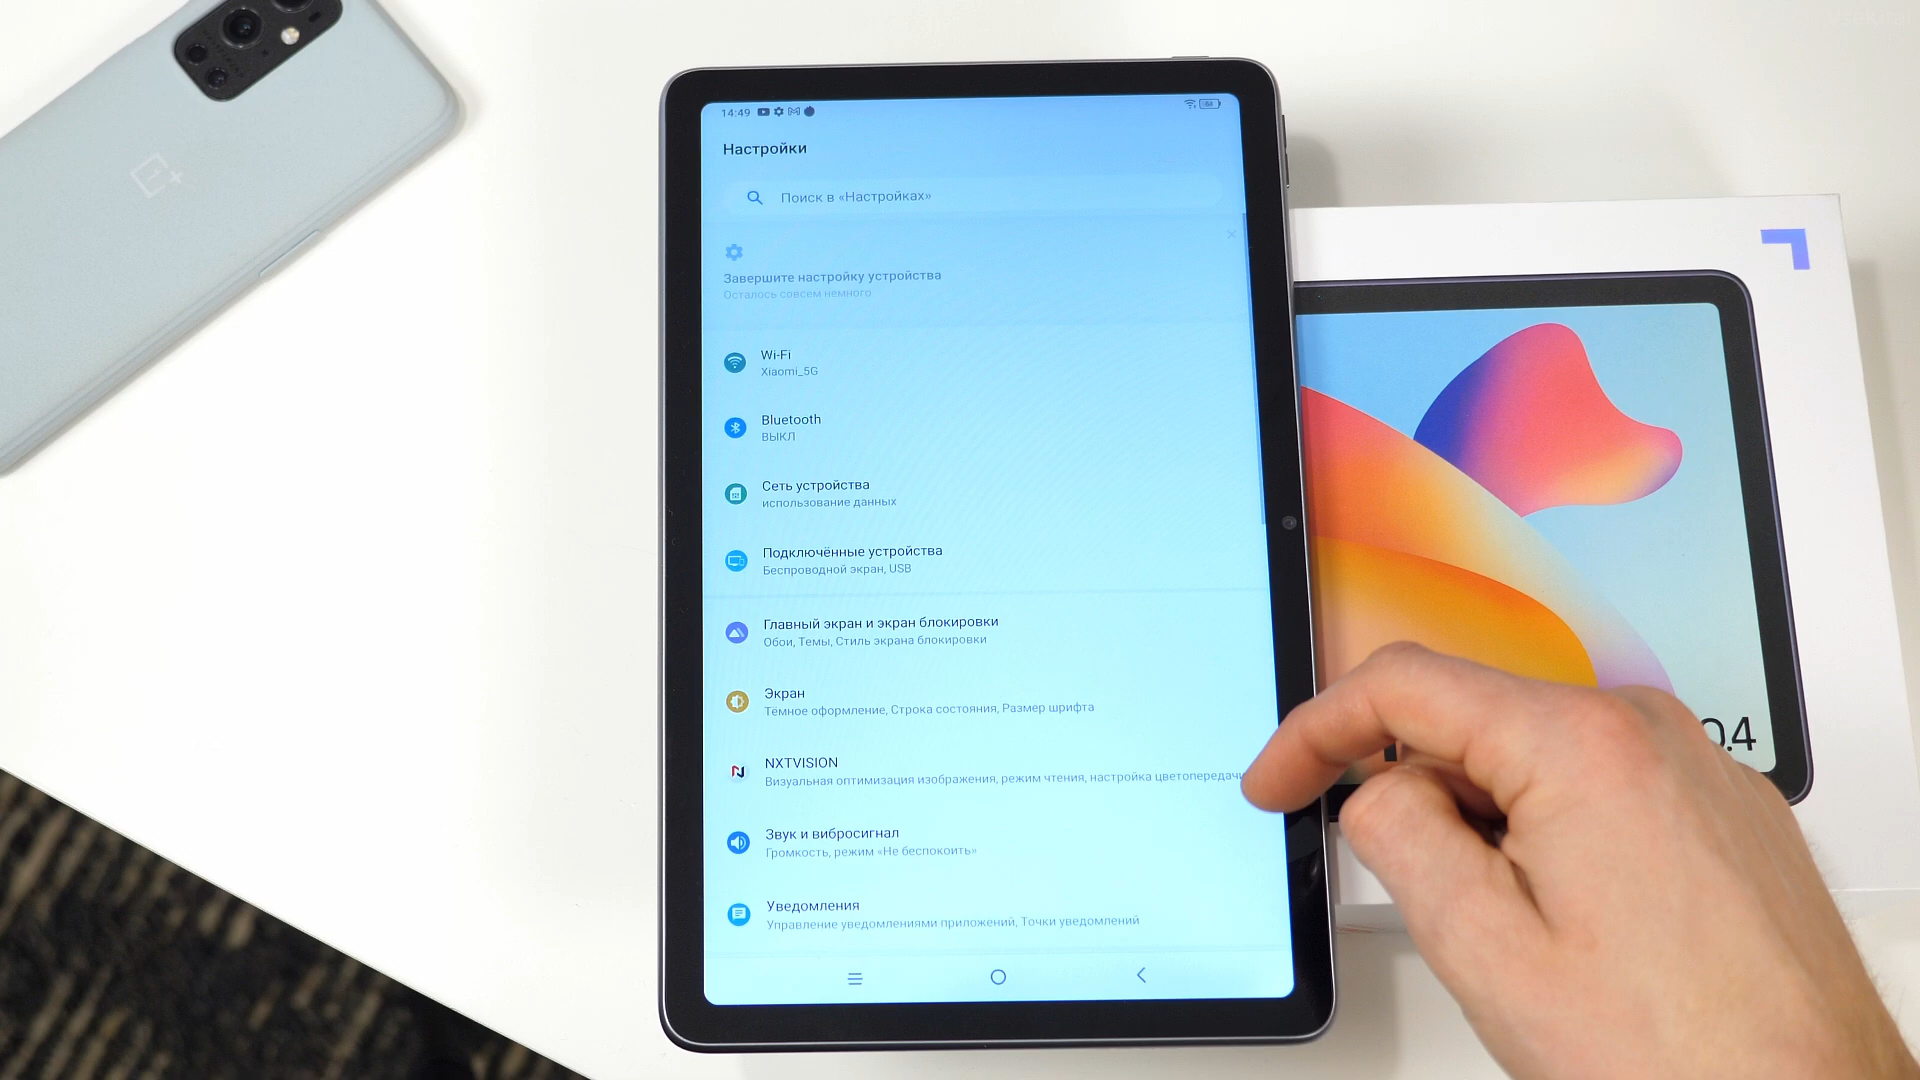 14:49
84
Настройки
Поиск в «Настройках»
Завершите настройку устройства
Осталось совсем немного
Wi-Fi
Xiaomi_5G
Bluetooth
ВЫКЛ
Сеть устройства
использование данных
Подключённые устройства
Беспроводной экран, USB
Главный экран и экран блокировки
Обои, Темы, Стиль экрана блокировки
Экран
Тёмное оформление, Строка состояния, Размер шрифта
NXTVISION
Визуальная оптимизация изображения, режим чтения, настройка цветопередачи
Звук и вибросигнал
Громкость, режим «Не беспокоить»
Уведомления
Управление уведомлениями приложений, Точки уведомлений
0.4